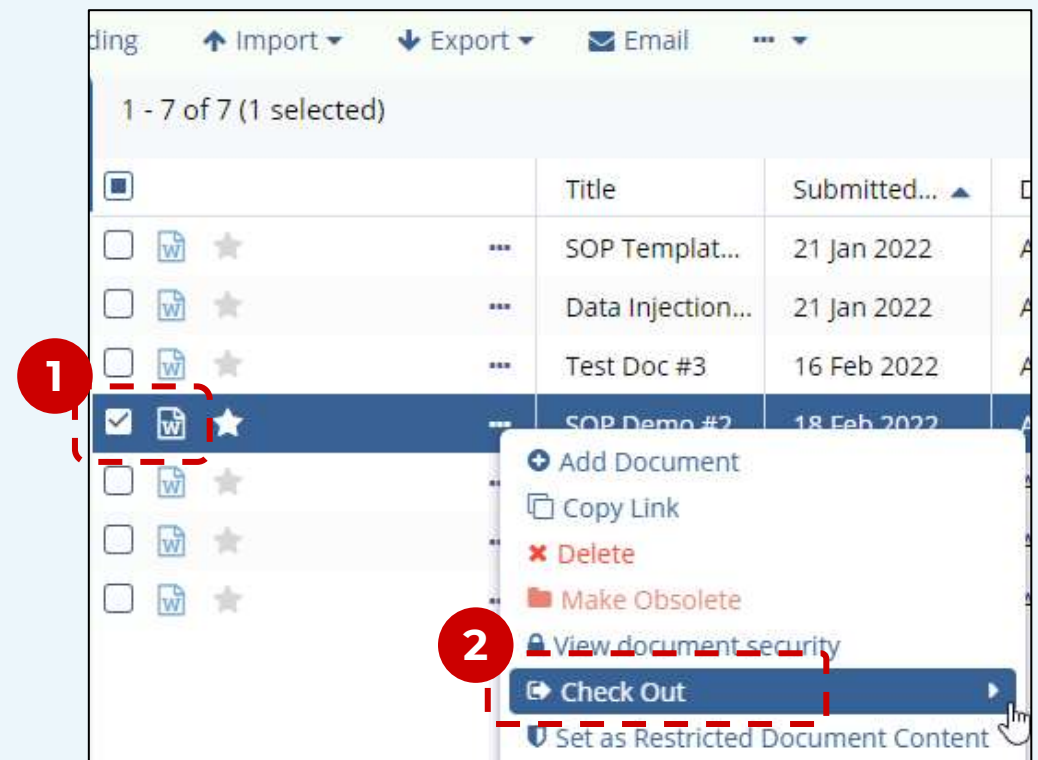 ding Import Export Email ...
1 - 7 of 7 (1 selected)
Title Submitted... D
W ... SOP Templat... 21 Jan 2022 A
W ... Data Injection... 21 Jan 2022 A
W ... Test Doc #3 16 Feb 2022 A
1
W ... SOP Demo #2 18 Feb 2022 A
Add Document
W
Copy Link
W
Delete
W
Make Obsolete
2
View document security
Check Out
Set as Restricted Document Content